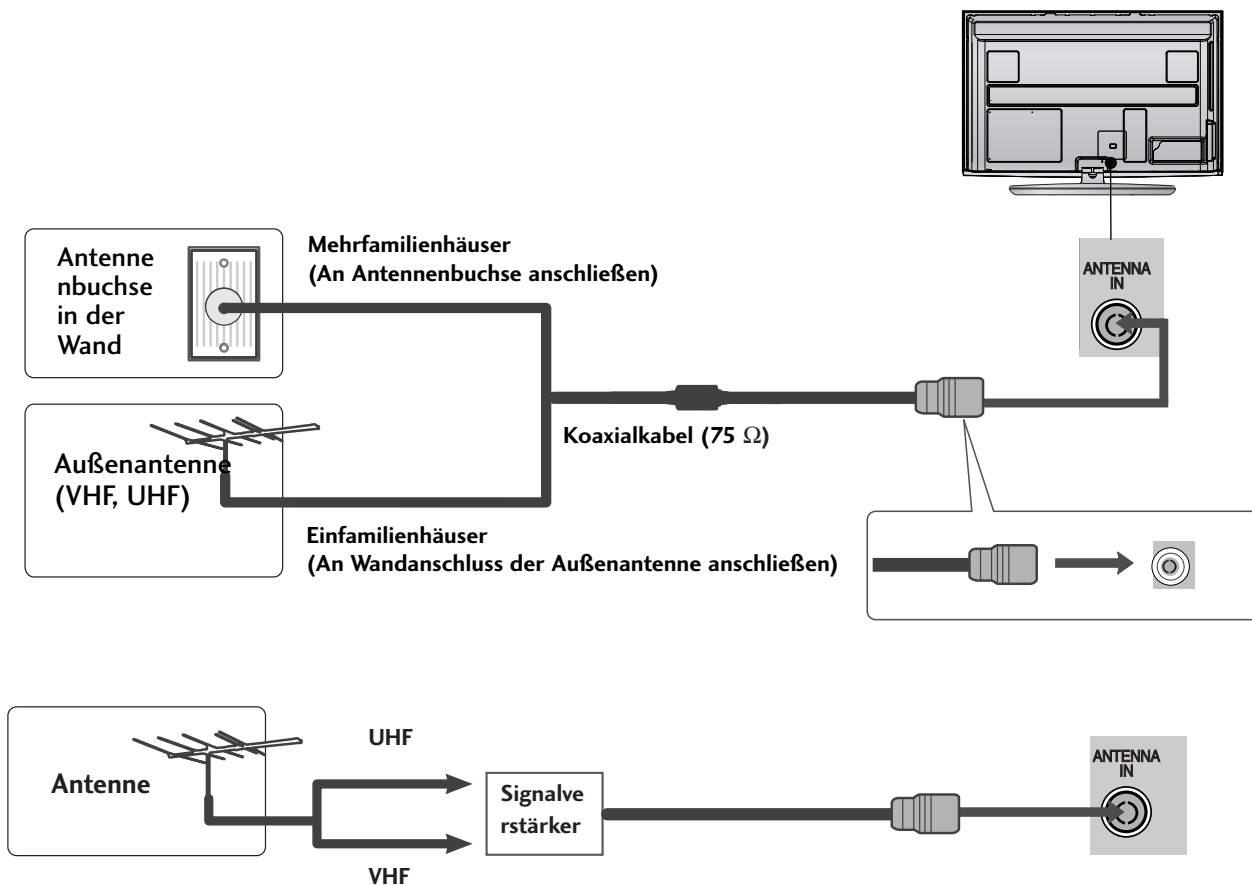 Antenne
nbuchse
in der
Wand
Mehrfamilienhäuser
(An Antennenbuchse anschließen)
ANTENNA
IN
Außenantenne
(VHF, UHF)
Koaxialkabel (75 Ω)
Einfamilienhäuser
(An Wandanschluss der Außenantenne anschließen)
Antenne
UHF
VHF
Signalve
rstärker
ANTENNA
IN